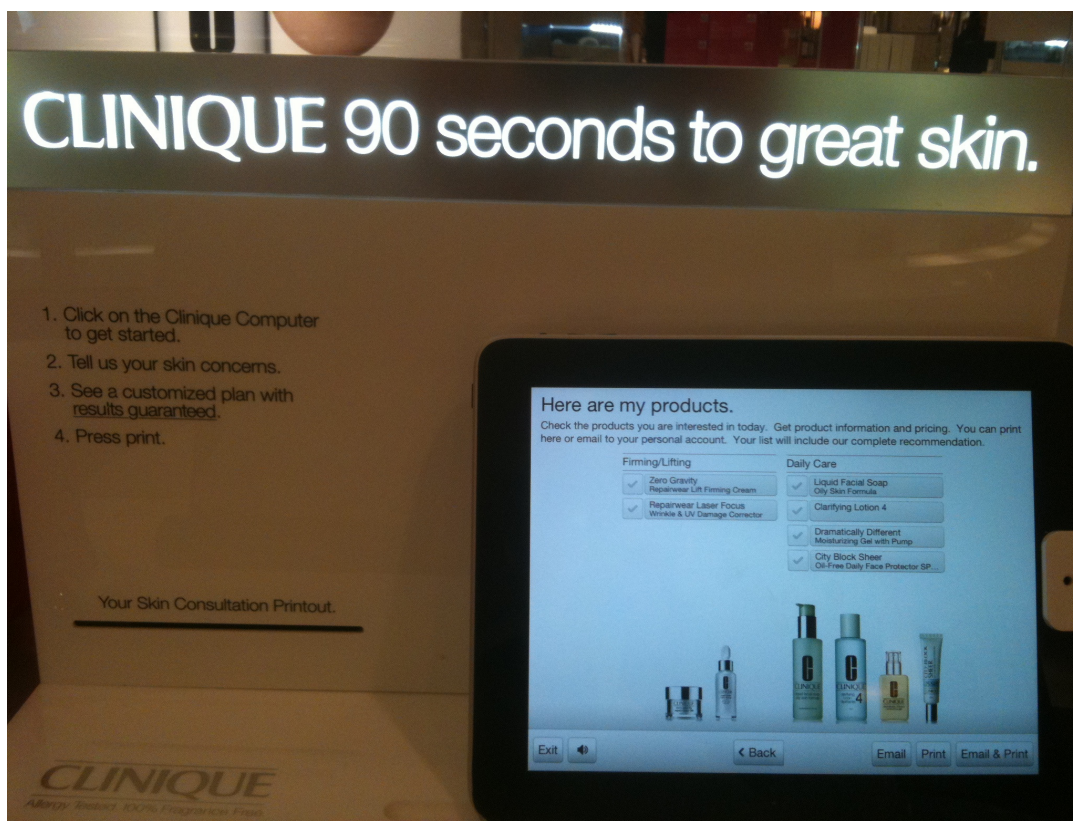 CLINIQUE 90 seconds to great skin.
1. Click on the Clinique Computer
to get started.
2. Tell us your skin concerns.
3. See a customized plan with
results guaranteed.
4. Press print.
Your Skin Consultation Printout.
CLINIQUE
Allergy Tested. 100% Fragrance Free.
Here are my products.
Check the products you are interested in today. Get product information and pricing. You can print
here or email to your personal account. Your list will include our complete recommendation.
Firming/Lifting
Zero Gravity
Repairwear Lift Firming Cream
Repairwear Laser Focus
Wrinkle & UV Damage Corrector
Daily Care
Liquid Facial Soap
Oily Skin Formula
Clarifying Lotion 4
Dramatically Different
Moisturizing Gel with Pump
City Block Sheer
Oil-Free Daily Face Protector SP...
CLINIQUE
CLINIQUE
4
CLINIQUE
Exit
< Back
Email
Print
Email & Print